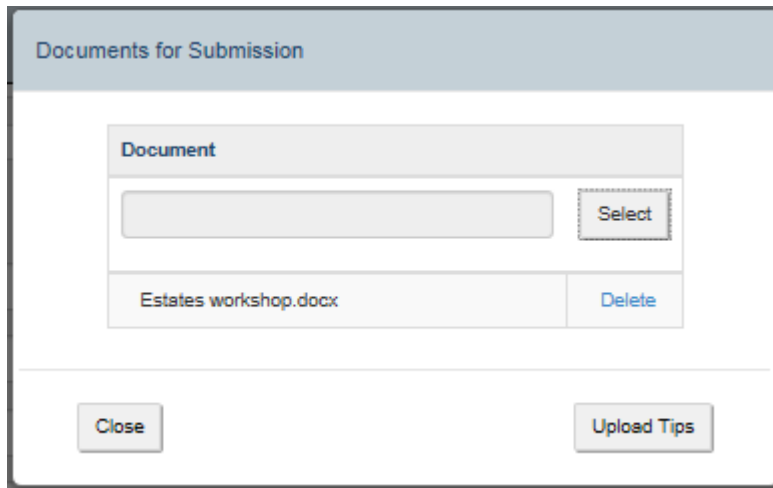 Documents for Submission
Document
Select
Estates workshop.docx Delete
Close Upload Tips